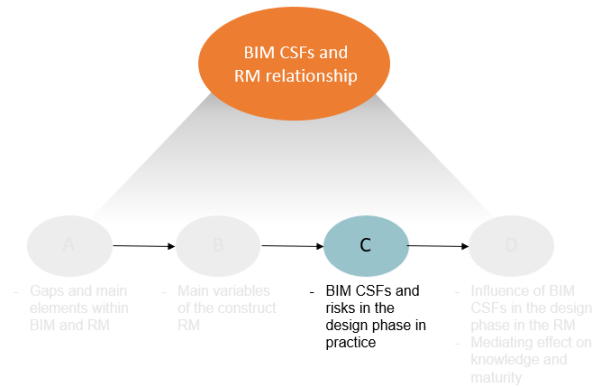 BIM CSFs and
RM relationship
A
B
C
D
- Gaps and main
elements within
BIM and RM
- Main variables
of the construct
RM
- BIM CSFs and
risks in the
design phase in
practice
- Influence of BIM
CSFs in the design
phase in the RM
- Mediating effect on
knowledge and
maturity